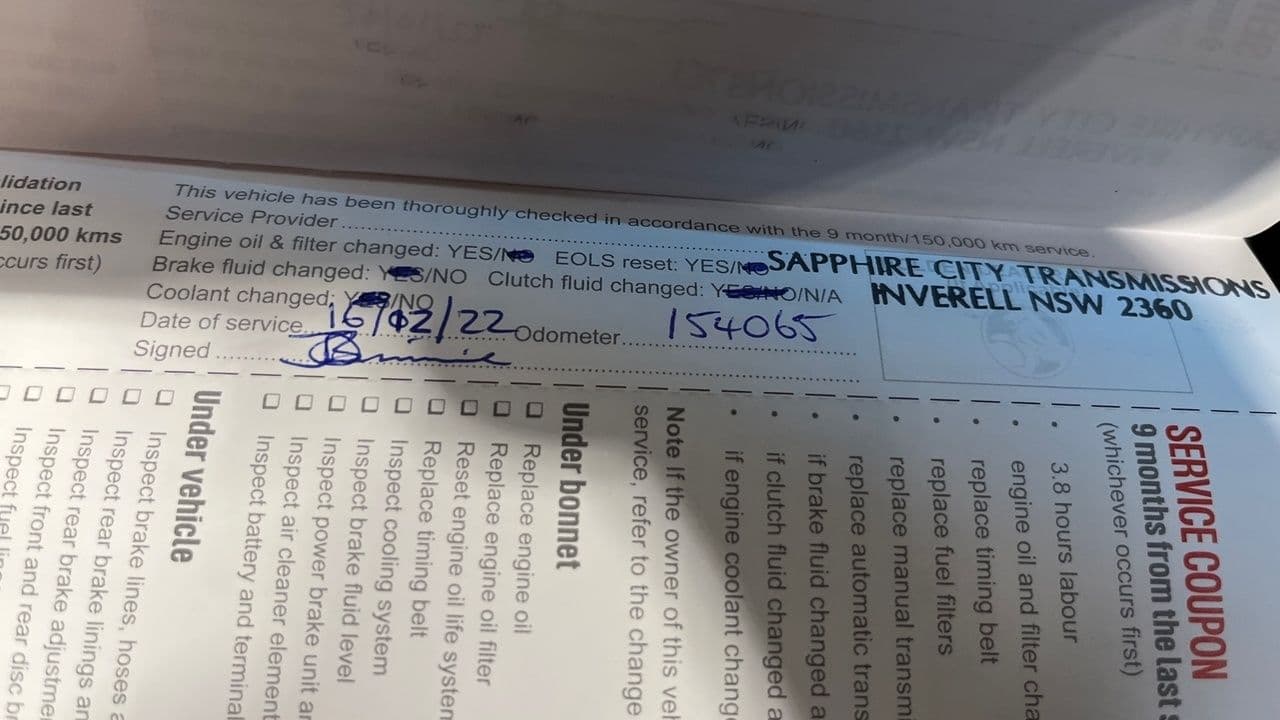 lidation
ince last
50,000 kms
ccurs first)
This vehicle has been thoroughly checked in accordance with the 9 month/150,000 km service.
Service Provider
Engine oil & filter changed: YES/NO EOLS reset: YES/NO
Brake fluid changed: YES/NO Clutch fluid changed: YES/NO/N/A
Coolant changed: YES/NO
Date of service 16/02/22 Odometer 154065
Signed
SAPPHIRE CITY TRANSMISSIONS
INVERELL NSW 2360
SERVICE COUPON
9 months from the last
(whichever occurs first)
• 3.8 hours labour
• engine oil and filter cha
• replace timing belt
• replace fuel filters
• replace manual transmi
• replace automatic trans
• if brake fluid changed a
• if clutch fluid changed a
• if engine coolant change
Note If the owner of this veh
service, refer to the change
Under bonnet
Replace engine oil
Replace engine oil filter
Reset engine oil life system
Replace timing belt
Inspect cooling system
Inspect brake fluid level
Inspect power brake unit an
Inspect air cleaner element
Inspect battery and terminal
Under vehicle
Inspect brake lines, hoses a
Inspect rear brake linings an
Inspect rear brake adjustmen
Inspect front and rear disc br
Inspect fuel lines